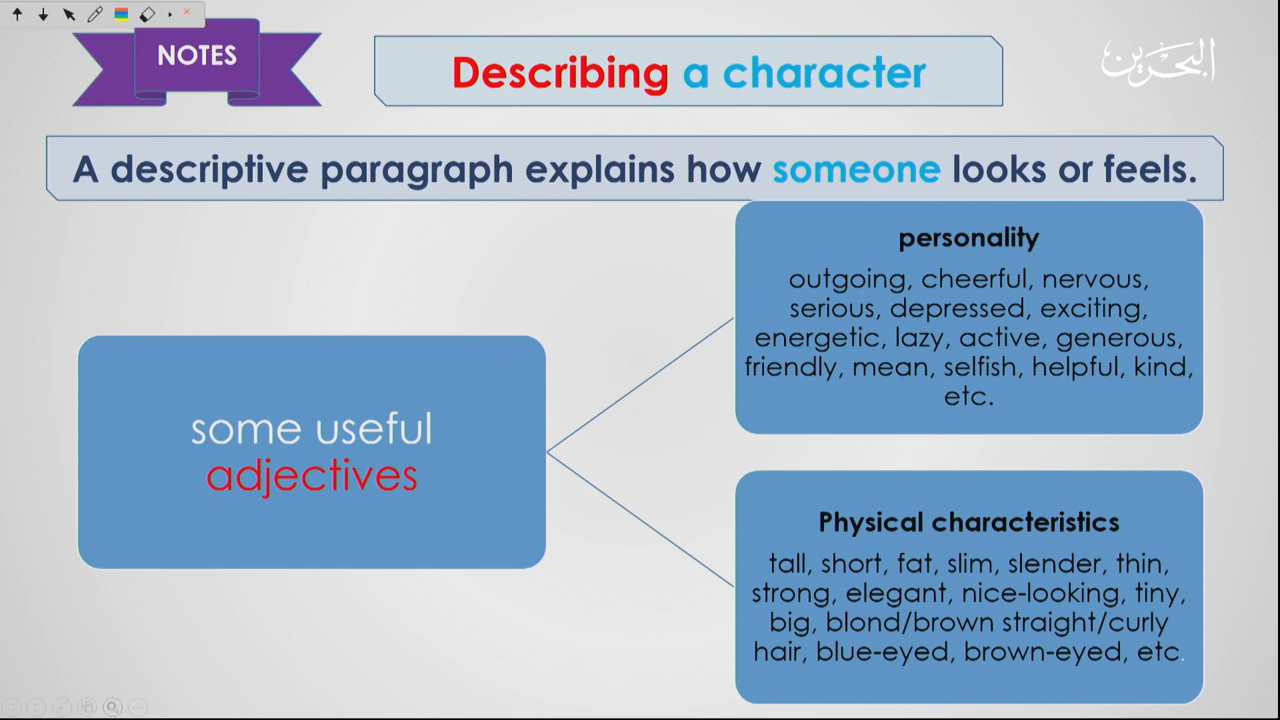 NOTES
Describing a character
البحرين
A descriptive paragraph explains how someone looks or feels.
some useful
adjectives
personality
outgoing, cheerful, nervous,
serious, depressed, exciting,
energetic, lazy, active, generous,
friendly, mean, selfish, helpful, kind,
etc.
Physical characteristics
tall, short, fat, slim, slender, thin,
strong, elegant, nice-looking, tiny,
big, blond/brown straight/curly
hair, blue-eyed, brown-eyed, etc.